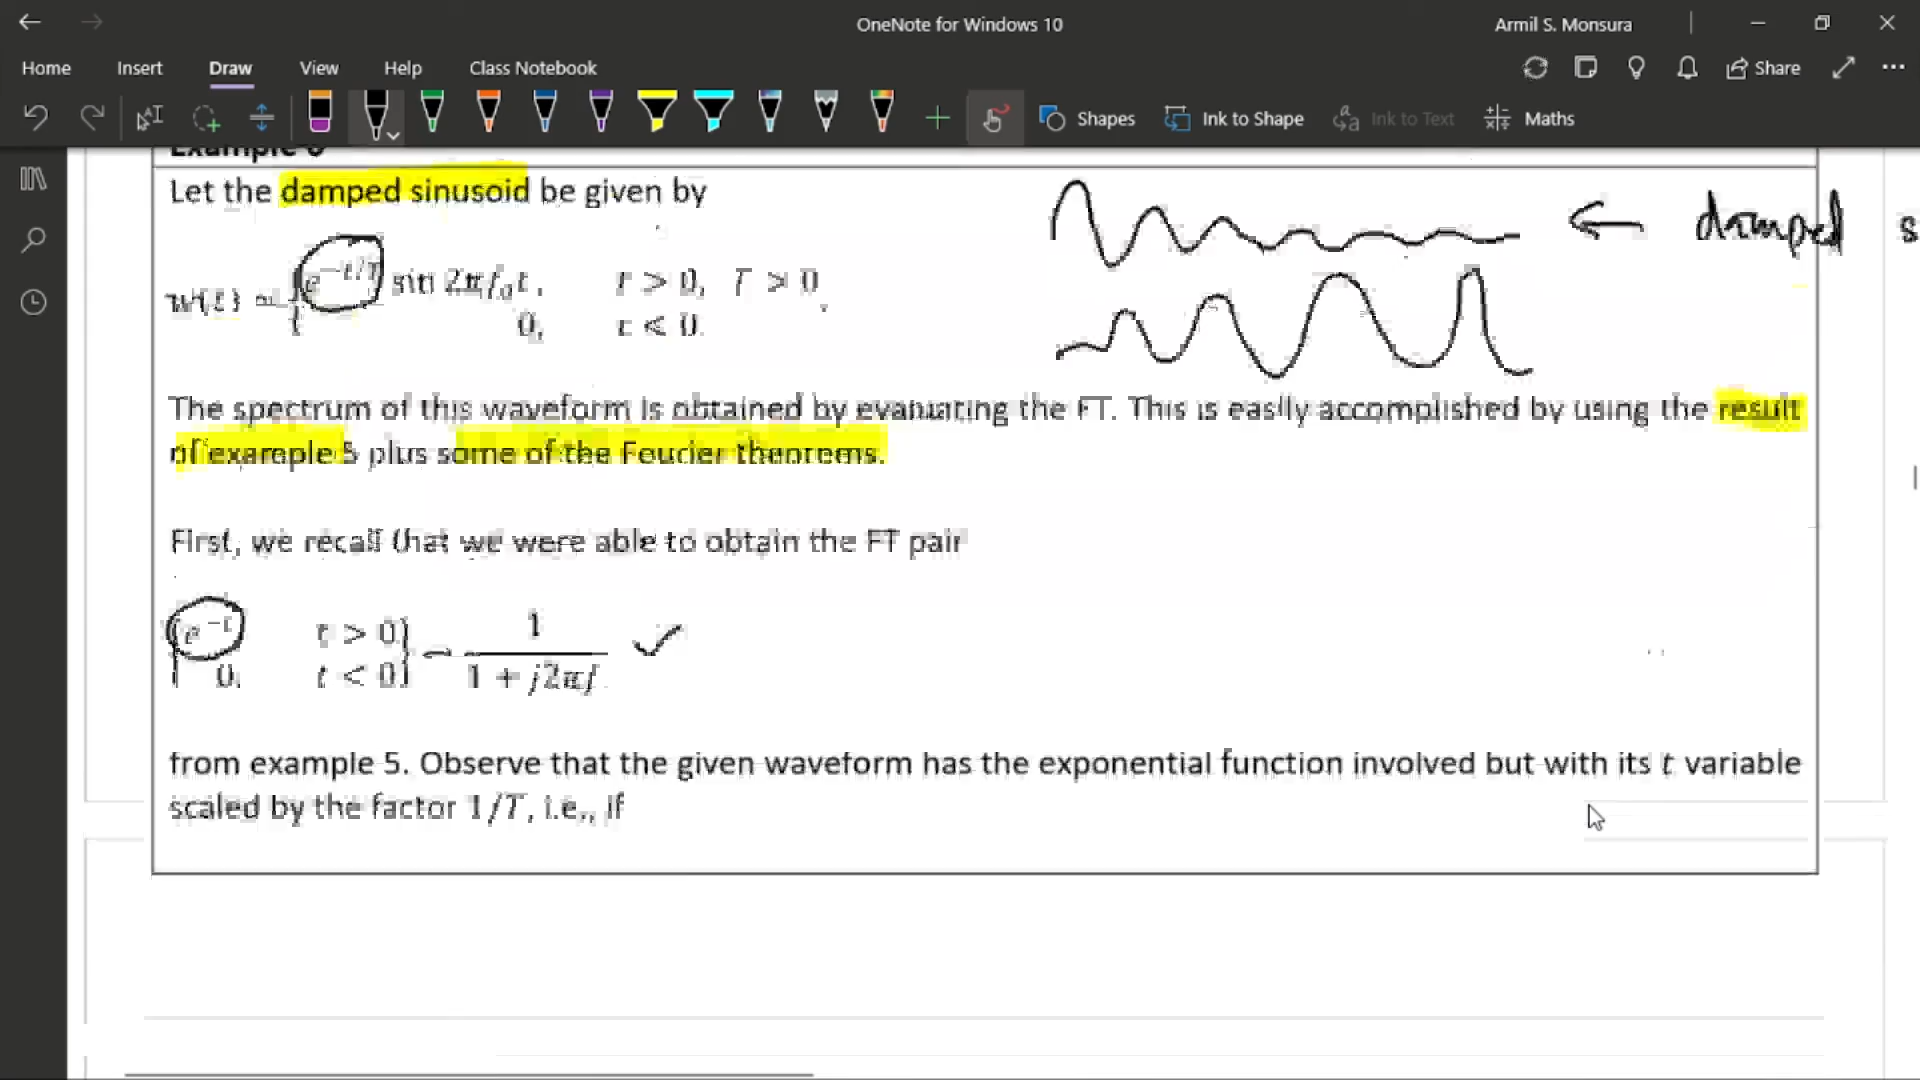 OneNote for Windows 10
Armil S. Monsura
Home Insert Draw View Help Class Notebook
Share
Shapes Ink to Shape Ink to Text Maths
Let the damped sinusoid be given by
w(t) = { e^{-t/T} sin 2πf₀t, t > 0, T > 0
0, t < 0
← damped s
The spectrum of this waveform is obtained by evaluating the FT. This is easily accomplished by using the result
of example 5 plus some of the Fourier theorems.
First, we recall that we were able to obtain the FT pair
{ e^{-t} t > 0
0, t < 0 } ↔ 1 / (1 + j2πf) ✓
from example 5. Observe that the given waveform has the exponential function involved but with its t variable
scaled by the factor 1/T, i.e., if